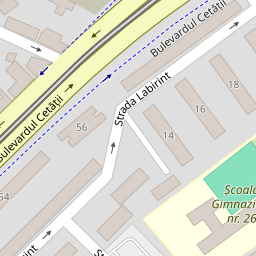 Bulevardul Cetății
Strada Labirint
18
16
56
14
Bulevardul Cetății
54
Școala
Gimnazi
nr. 26